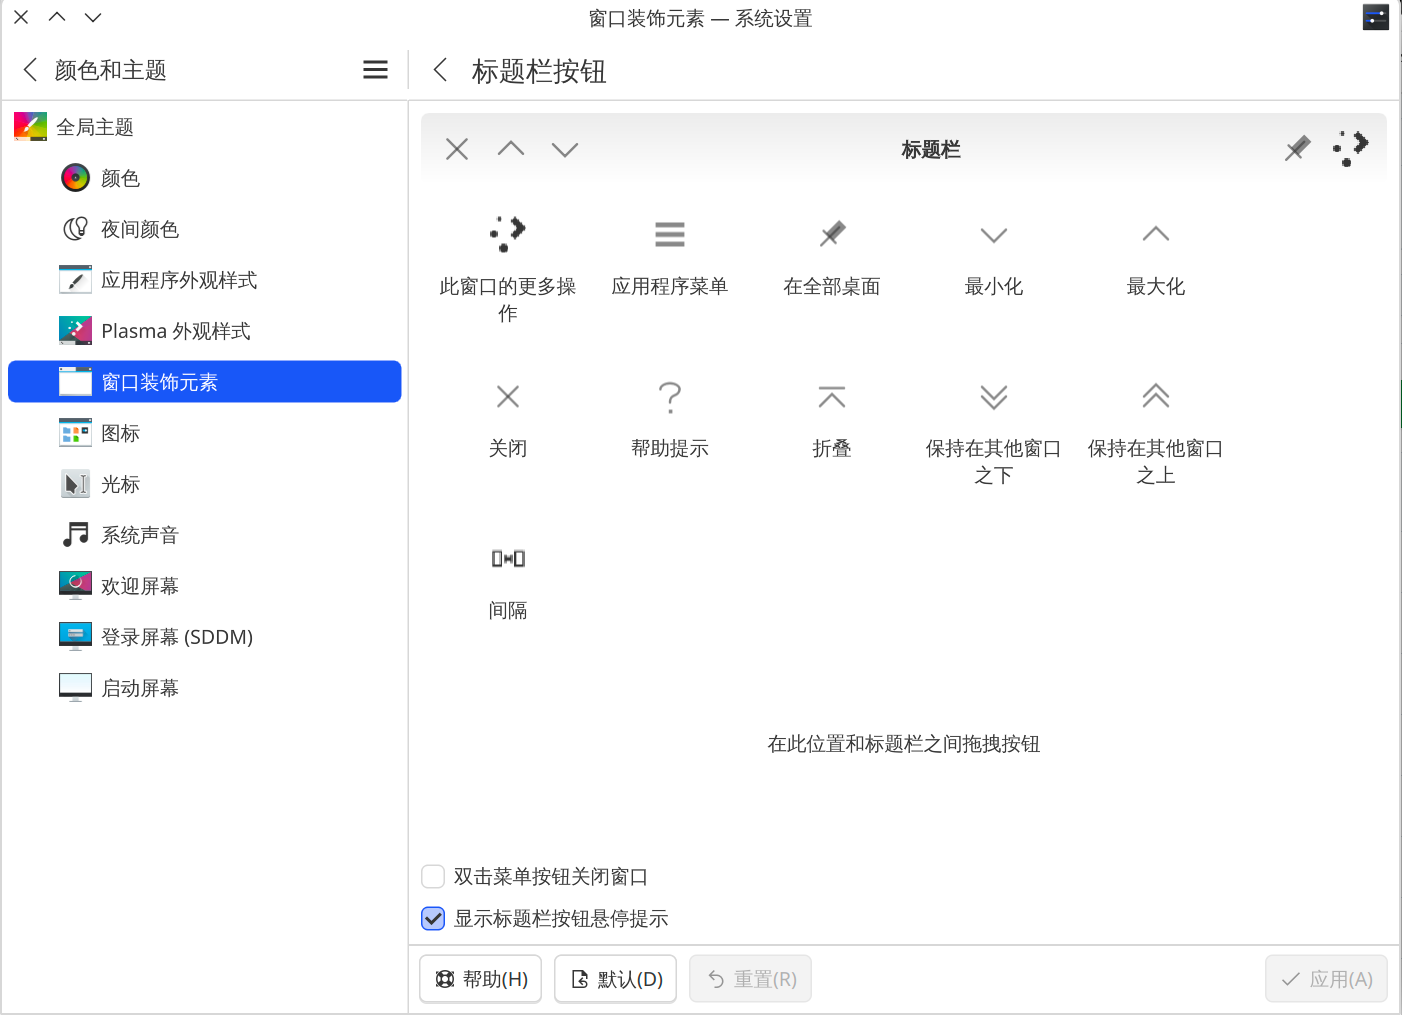 窗口装饰元素 — 系统设置
颜色和主题
标题栏按钮
全局主题
颜色
夜间颜色
应用程序外观样式
Plasma 外观样式
窗口装饰元素
图标
光标
系统声音
欢迎屏幕
登录屏幕 (SDDM)
启动屏幕
标题栏
此窗口的更多操
作
应用程序菜单
在全部桌面
最小化
最大化
关闭
帮助提示
折叠
保持在其他窗口
之下
保持在其他窗口
之上
间隔
在此位置和标题栏之间拖拽按钮
双击菜单按钮关闭窗口
显示标题栏按钮悬停提示
帮助(H)
默认(D)
重置(R)
应用(A)